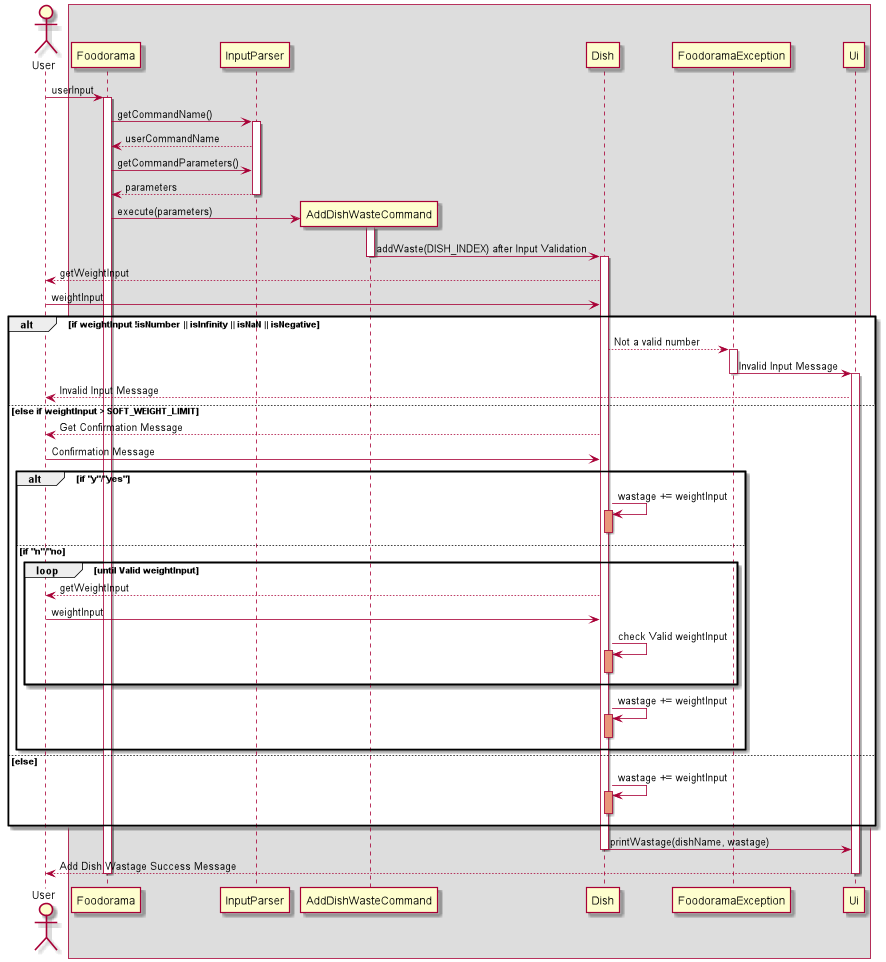 User
Foodorama
InputParser
Dish
FoodoramaException
Ui
userInput
getCommandName()
userCommandName
getCommandParameters()
parameters
execute(parameters)
AddDishWasteCommand
addWaste(DISH_INDEX) after Input Validation
getWeightInput
weightInput
alt
[if weightInput !isNumber || isInfinity || isNaN || isNegative]
Not a valid number
Invalid Input Message
Invalid Input Message
[else if weightInput > SOFT_WEIGHT_LIMIT]
Get Confirmation Message
Confirmation Message
alt
[if "y"/"yes"]
wastage += weightInput
[if "n"/"no]
loop
[until Valid weightInput]
getWeightInput
weightInput
check Valid weightInput
wastage += weightInput
[else]
wastage += weightInput
printWastage(dishName, wastage)
Add Dish Wastage Success Message
User
Foodorama
InputParser
AddDishWasteCommand
Dish
FoodoramaException
Ui